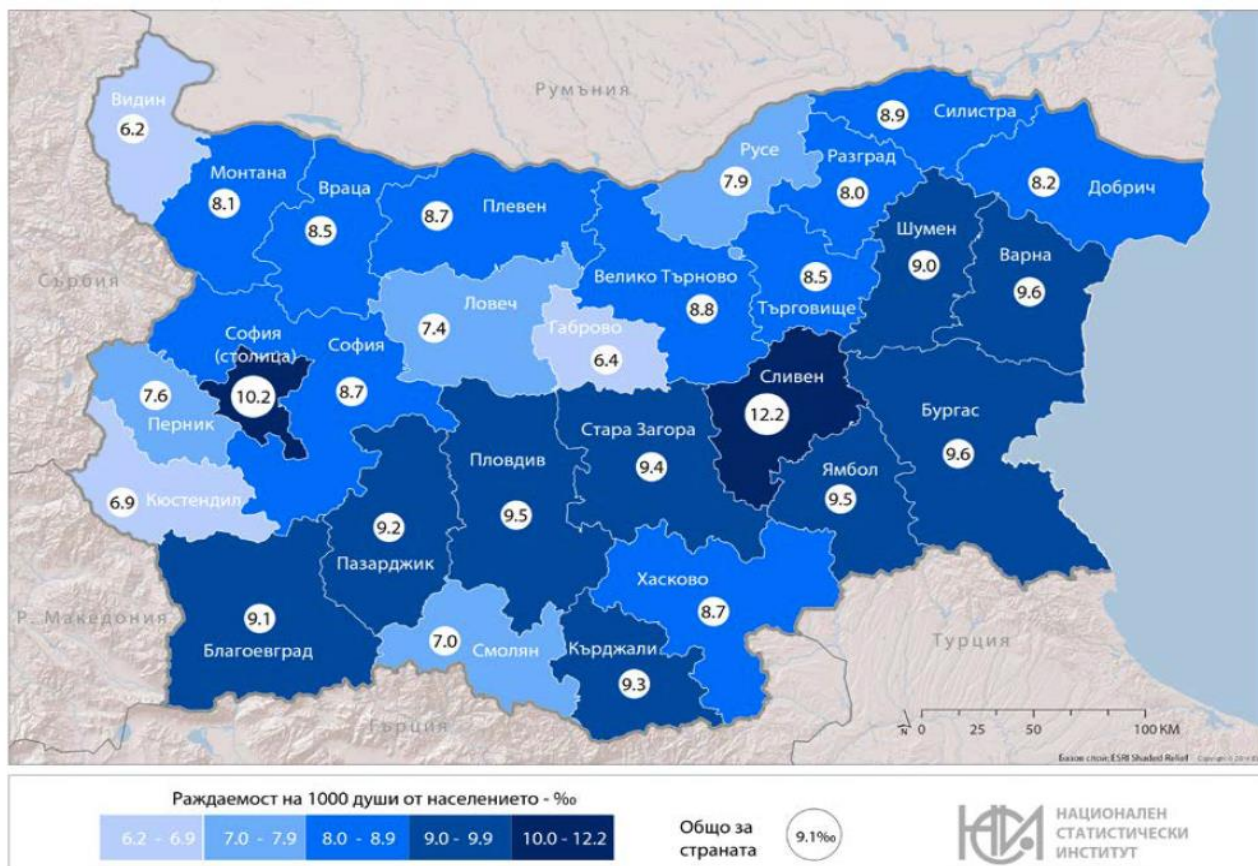 Румъния
Видин
6.2
Силистра
8.9
Русе
7.9
Разград
8.0
Добрич
8.2
Монтана
8.1
Враца
8.5
Плевен
8.7
Шумен
9.0
Варна
9.6
Велико Търново
8.8
8.5
Търговище
Сърбия
Ловеч
7.4
Габрово
6.4
София
(столица)
10.2
София
8.7
Сливен
12.2
7.6
Перник
Бургас
9.6
Стара Загора
9.4
Пловдив
9.5
Ямбол
9.5
6.9
Кюстендил
9.2
Пазарджик
Хасково
8.7
Р. Македония
9.1
Благоевград
7.0
Смолян
Кърджали
9.3
Турция
Гърция
N
0 25 50 100 KM
Базов слой: ESRI Shaded Relief
Раждаемост на 1000 души от населението - ‰
6.2 - 6.9 7.0 - 7.9 8.0 - 8.9 9.0 - 9.9 10.0 - 12.2
Общо за
страната
9.1‰
НСИ
НАЦИОНАЛЕН
СТАТИСТИЧЕСКИ
ИНСТИТУТ